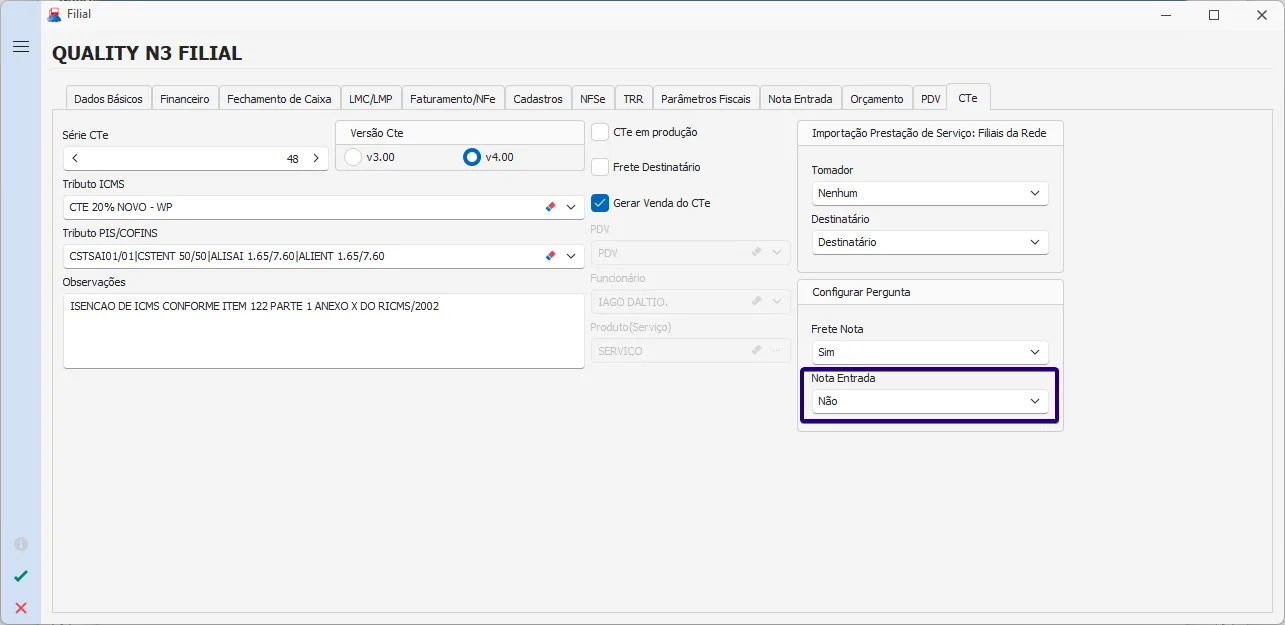 Filial
QUALITY N3 FILIAL
Dados Básicos
Financeiro
Fechamento de Caixa
LMC/LMP
Faturamento/NFe
Cadastros
NFSe
TRR
Parâmetros Fiscais
Nota Entrada
Orçamento
PDV
CTe
Série CTe
48
Versão Cte
v3.00
v4.00
Tributo ICMS
CTE 20% NOVO - WP
Tributo PIS/COFINS
CSTSAI01/01|CSTENT 50/50|ALISAI 1.65/7.60|ALIENT 1.65/7.60
Observações
ISENCAO DE ICMS CONFORME ITEM 122 PARTE 1 ANEXO X DO RICMS/2002
CTe em produção
Frete Destinatário
Gerar Venda do CTe
PDV
PDV
Funcionário
IAGO DALTIO.
Produto(Serviço)
SERVIÇO
Importação Prestação de Serviço: Filiais da Rede
Tomador
Nenhum
Destinatário
Destinatário
Configurar Pergunta
Frete Nota
Sim
Nota Entrada
Não